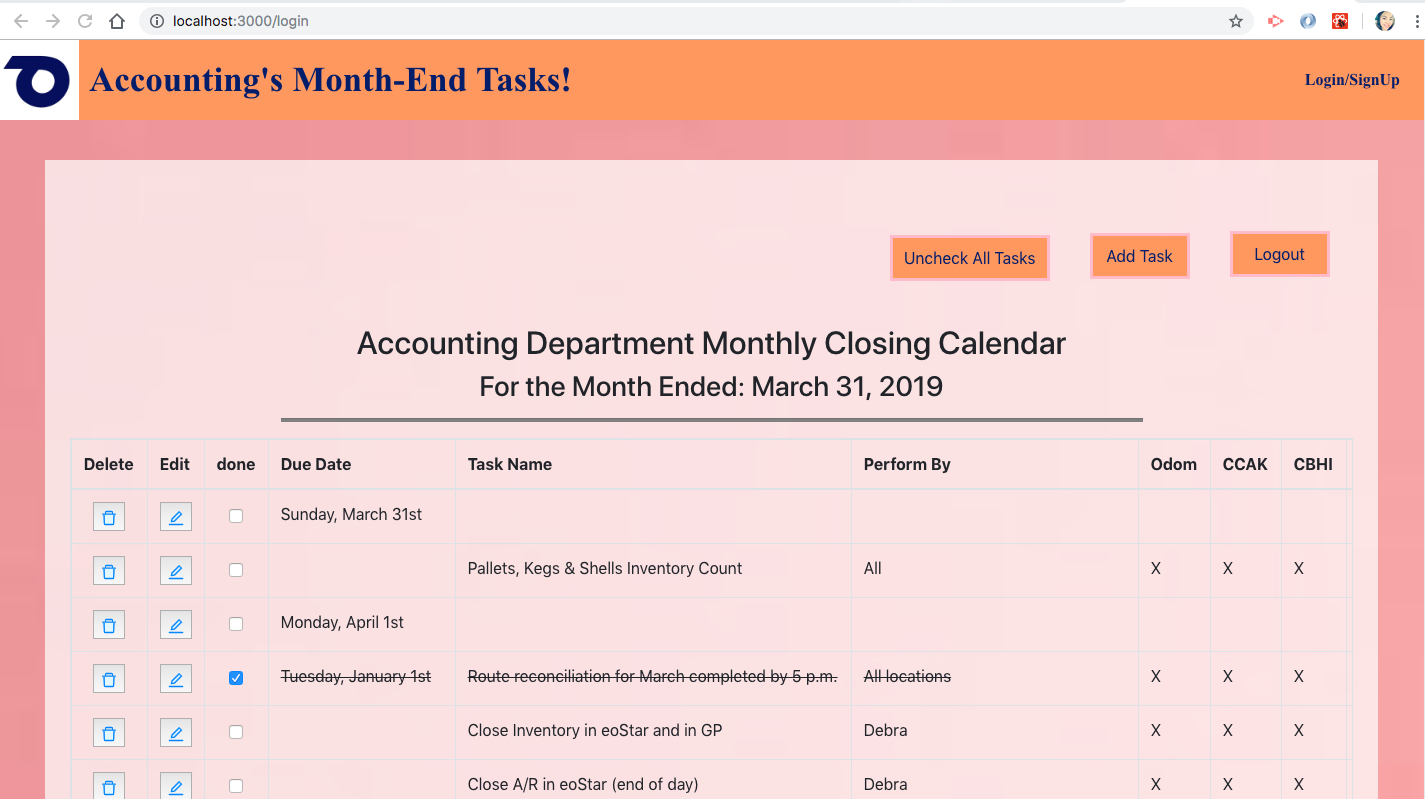 localhost:3000/login
Accounting's Month-End Tasks!
Login/SignUp
Uncheck All Tasks Add Task Logout
Accounting Department Monthly Closing Calendar
For the Month Ended: March 31, 2019
Delete Edit done Due Date Task Name Perform By Odom CCAK CBHI
Sunday, March 31st
Pallets, Kegs & Shells Inventory Count All X X X
Monday, April 1st
Tuesday, January 1st Route reconciliation for March completed by 5 p.m. All locations X X X
Close Inventory in eoStar and in GP Debra X X X
Close A/R in eoStar (end of day) Debra X X X